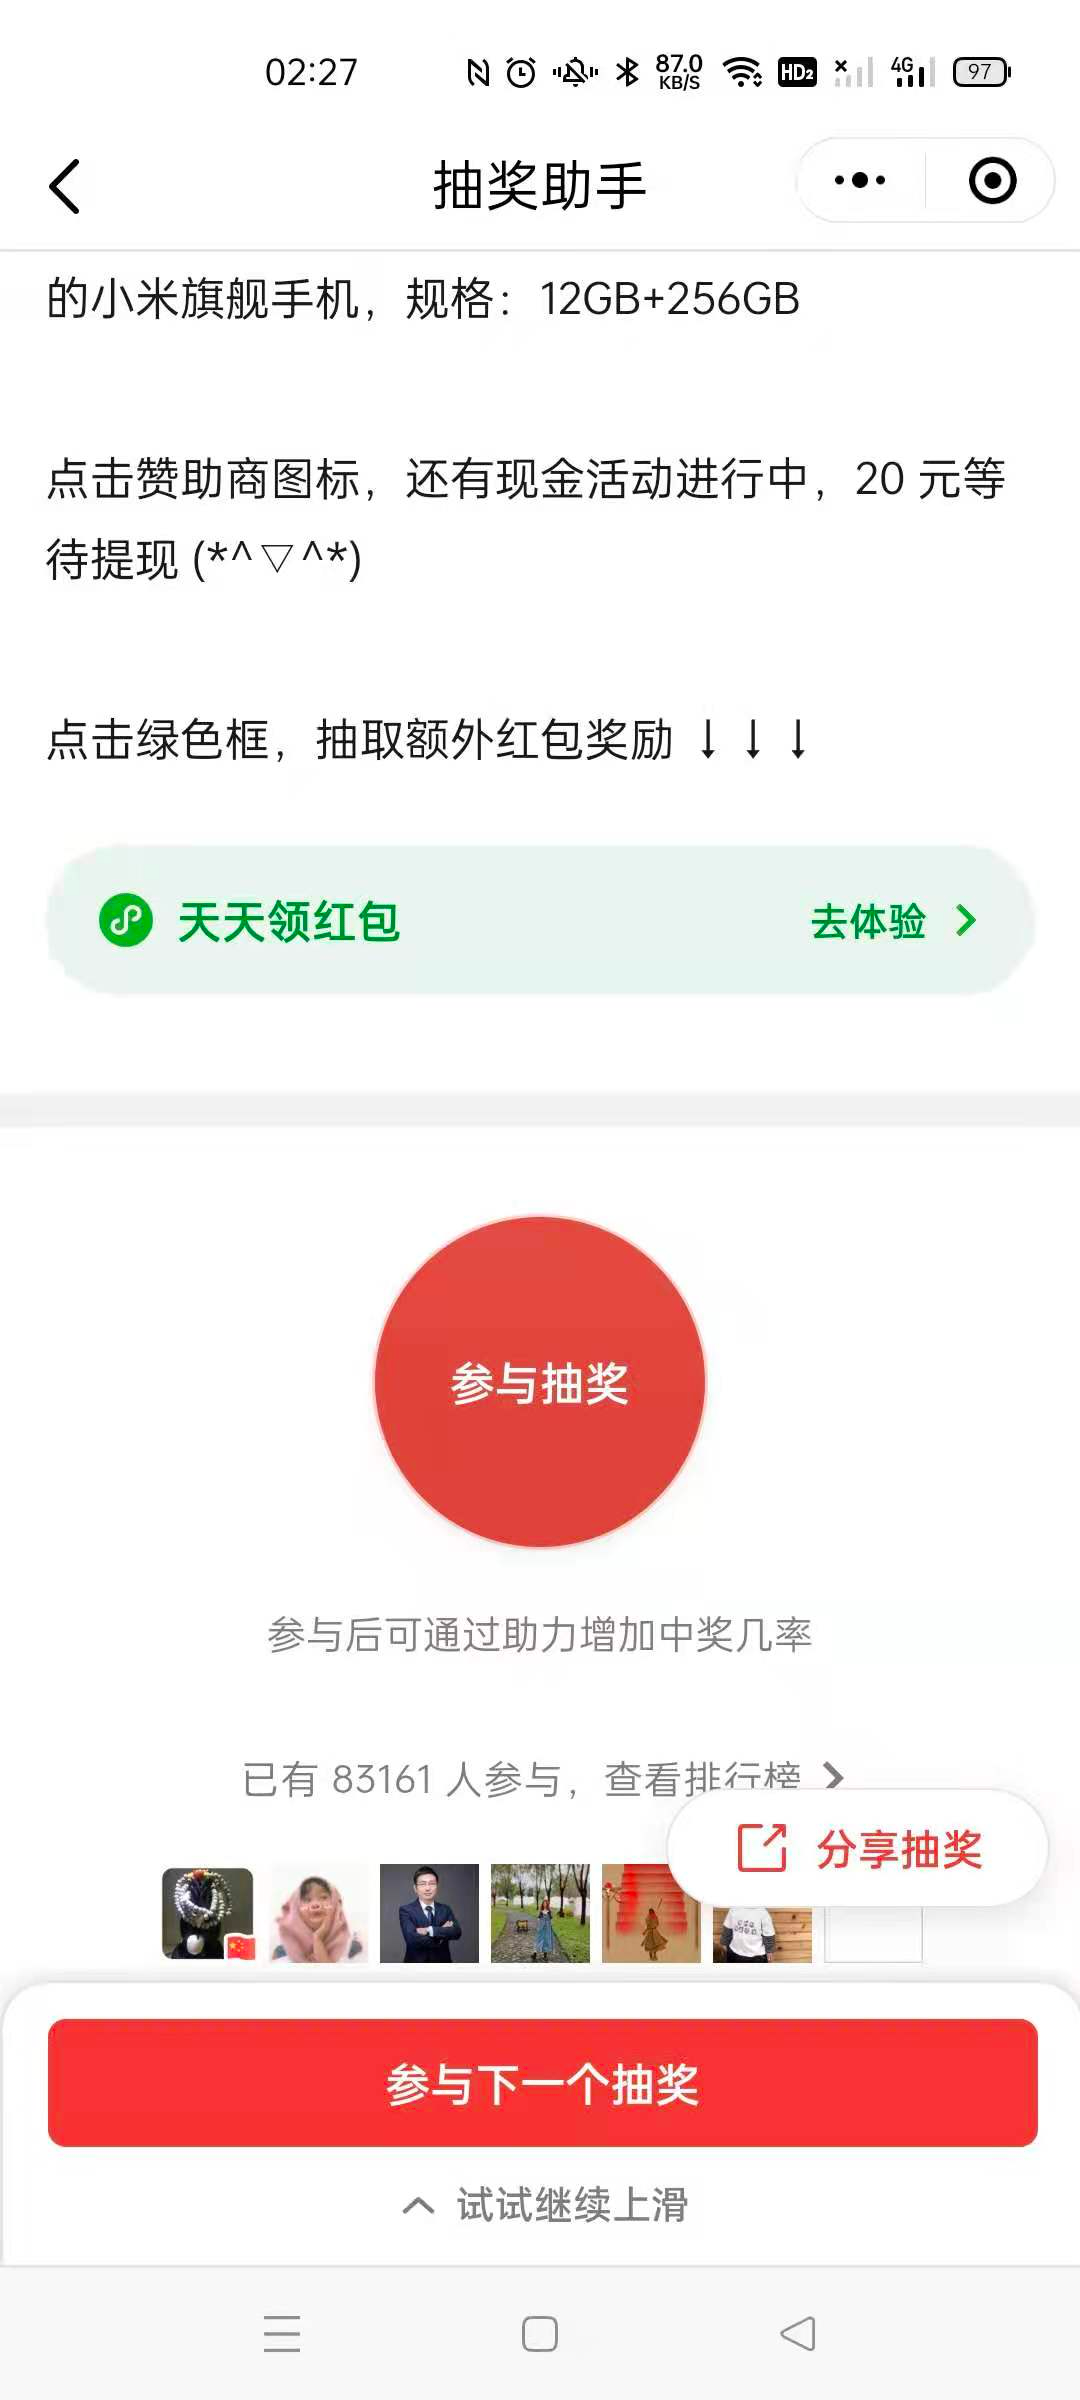 02:27
87.0
KB/S
HD2
4G
97
抽奖助手
的小米旗舰手机，规格：12GB+256GB
点击赞助商图标，还有现金活动进行中，20 元等
待提现 (*^▽^*)
点击绿色框，抽取额外红包奖励 ↓ ↓ ↓
天天领红包
去体验
参与抽奖
参与后可通过助力增加中奖几率
已有 83161 人参与，查看排行榜
分享抽奖
参与下一个抽奖
试试继续上滑